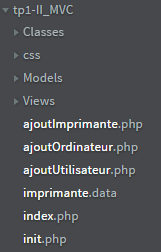 tp1-II_MVC
Classes
css
Models
Views
ajoutImprimante.php
ajoutOrdinateur.php
ajoutUtilisateur.php
imprimante.data
index.php
init.php